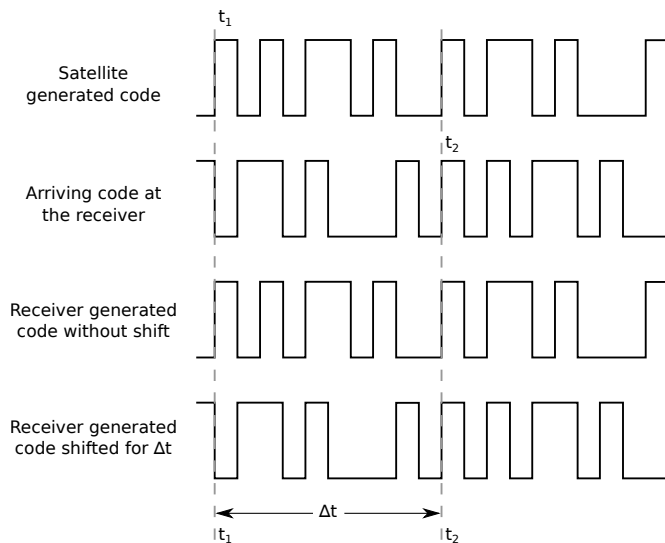 t1
Satellite
generated code
t2
Arriving code at
the receiver
Receiver generated
code without shift
Receiver generated
code shifted for Δt
Δt
t1 t2